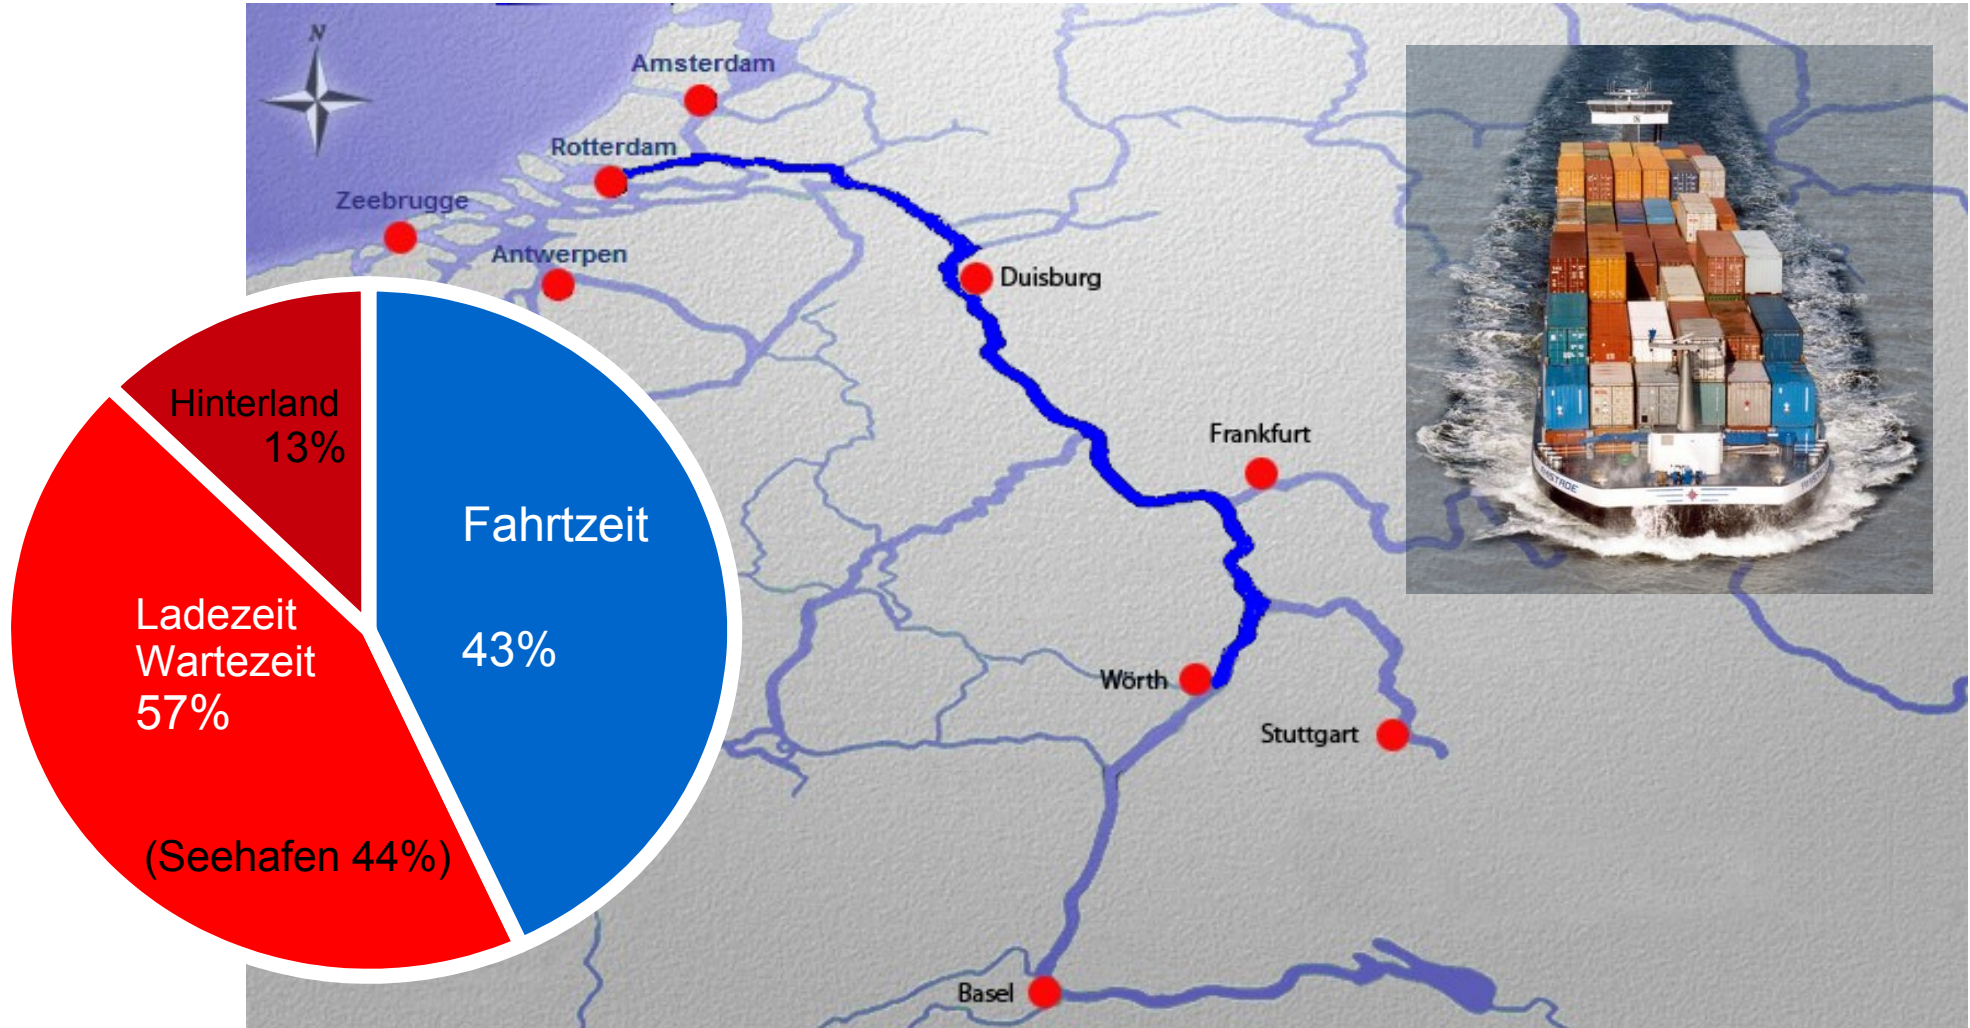 N
Amsterdam
Rotterdam
Zeebrugge
Antwerpen
Duisburg
Frankfurt
Wörth
Stuttgart
Basel
Hinterland
13%
Fahrtzeit
43%
Ladezeit
Wartezeit
57%
(Seehafen 44%)